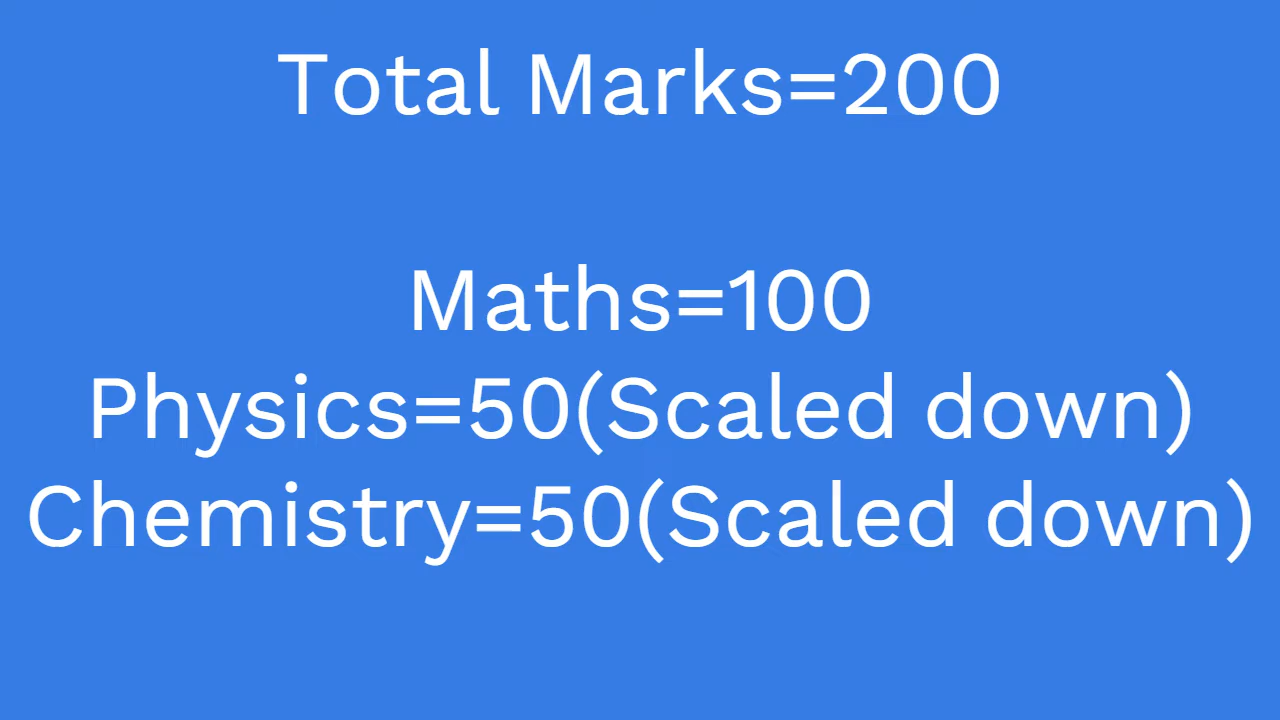 Total Marks=200
Maths=100
Physics=50(Scaled down)
Chemistry=50(Scaled down)